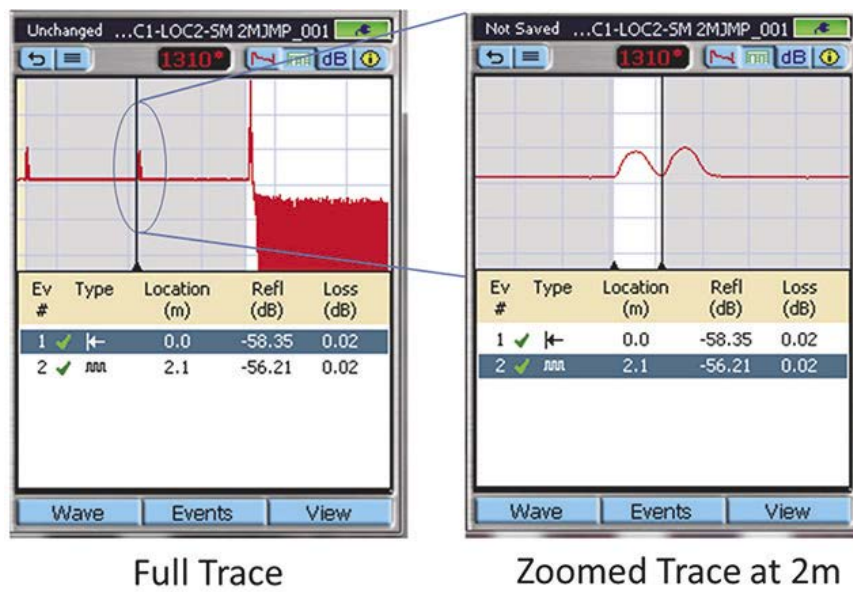 Unchanged ...C1-LOC2-SM 2MJMP_001
1310*
dB
Ev # Type Location (m) Refl (dB) Loss (dB)
1 0.0 -58.35 0.02
2 2.1 -56.21 0.02
Wave Events View
Full Trace
Not Saved ...C1-LOC2-SM 2MJMP_001
1310*
dB
Ev # Type Location (m) Refl (dB) Loss (dB)
1 0.0 -58.35 0.02
2 2.1 -56.21 0.02
Wave Events View
Zoomed Trace at 2m